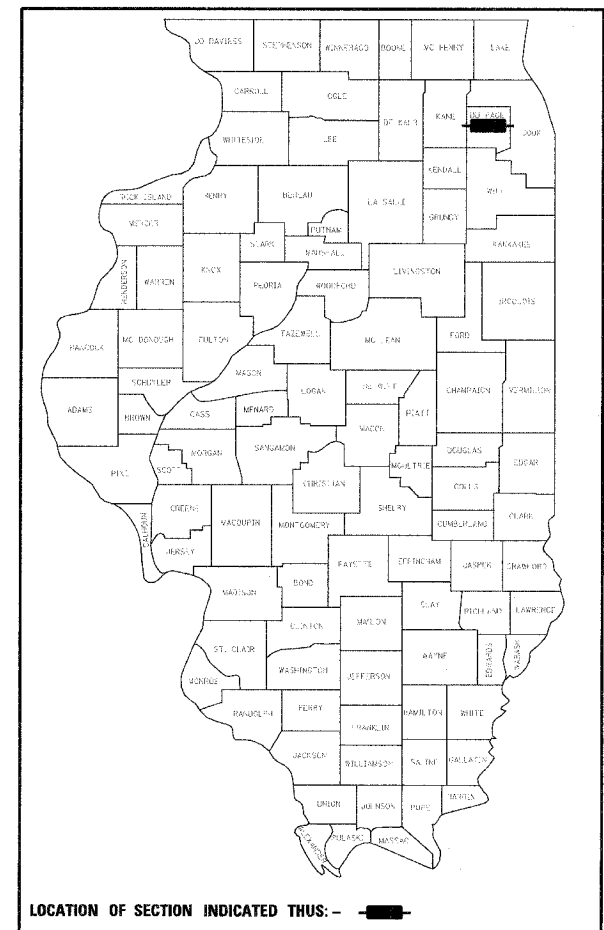 JO DAVIESS STEPHENSON WINNEBAGO BOONE MC HENRY LAKE
CARROLL OGLE
DE KALB KANE DU PAGE COOK
WHITESIDE LEE
KENDALL
ROCK ISLAND HENRY BUREAU LA SALLE WILL
MERCER PUTNAM GRUNDY
STARK MARSHALL KANKAKEE
HENDERSON WARREN KNOX PEORIA WOODFORD LIVINGSTON IROQUOIS
HANCOCK MC DONOUGH FULTON TAZEWELL MC LEAN FORD
MASON
SCHUYLER LOGAN DE WITT CHAMPAIGN VERMILION
ADAMS BROWN CASS MENARD PIATT
MACON
MORGAN SANGAMON DOUGLAS
PIKE SCOTT MOULTRIE EDGAR
CHRISTIAN COLES
GREENE SHELBY CLARK
CALHOUN MACOUPIN MONTGOMERY CUMBERLAND
JERSEY FAYETTE EFFINGHAM JASPER CRAWFORD
MADISON BOND
CLAY RICHLAND LAWRENCE
CLINTON MARION
ST. CLAIR WAYNE EDWARDS WABASH
MONROE WASHINGTON JEFFERSON
RANDOLPH PERRY HAMILTON WHITE
FRANKLIN
JACKSON WILLIAMSON SALINE GALLATIN
UNION JOHNSON POPE HARDIN
ALEXANDER PULASKI MASSAC
LOCATION OF SECTION INDICATED THUS: -